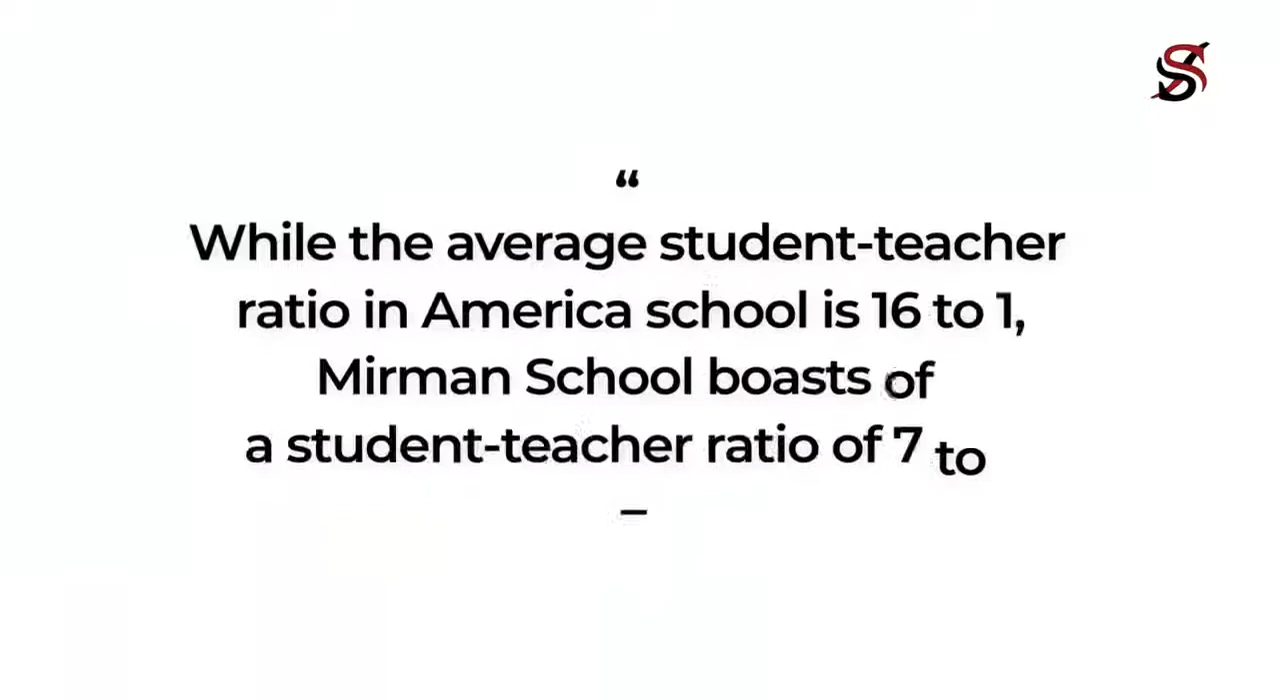 “
While the average student-teacher
ratio in America school is 16 to 1,
Mirman School boasts of
a student-teacher ratio of 7 to
–